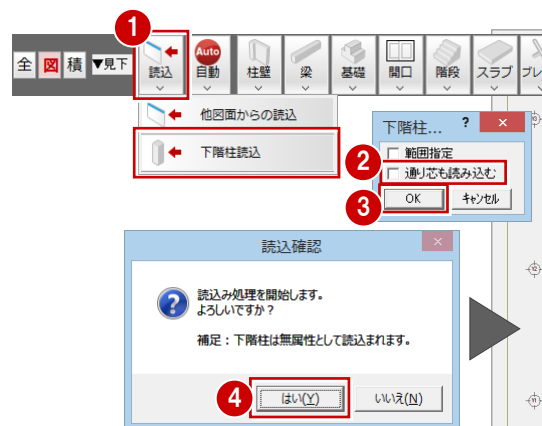 1
全 図 積 ▼見下
読込
Auto
自動
柱壁
梁
基礎
開口
階段
スラブ
ブレ
他図面からの読込
下階柱読込
下階柱... ? ×
2
範囲指定
通り芯も読み込む
3
OK キャンセル
読込確認 ×
読込み処理を開始します。
よろしいですか？
補足：下階柱は無属性として読込まれます。
4
はい(Y) いいえ(N)